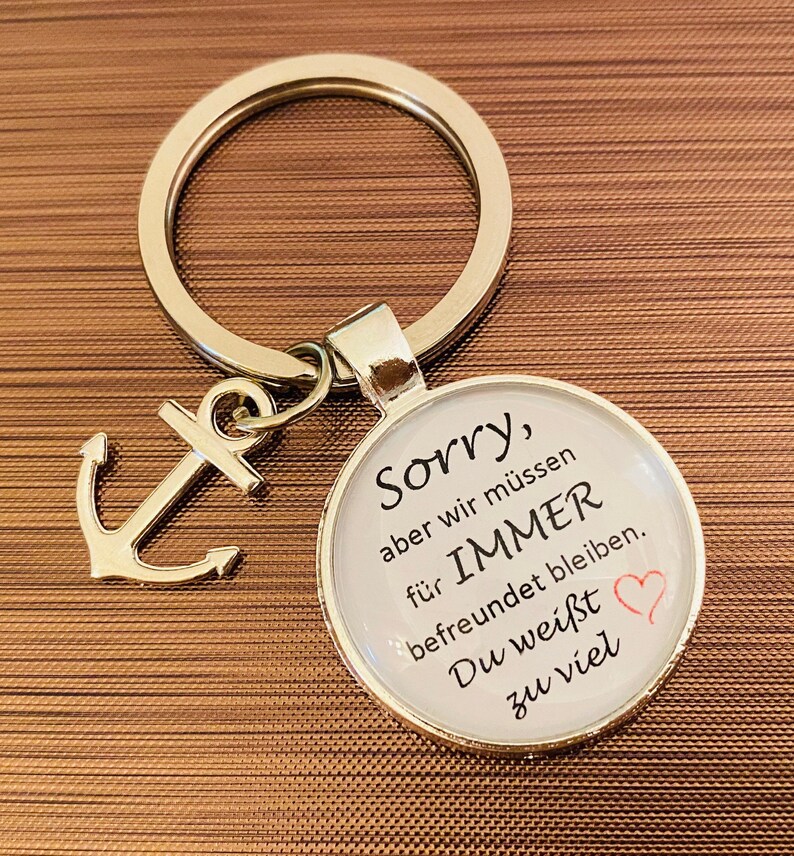 Sorry,
aber wir müssen
für IMMER
befreundet bleiben.
Du weißt
zu viel